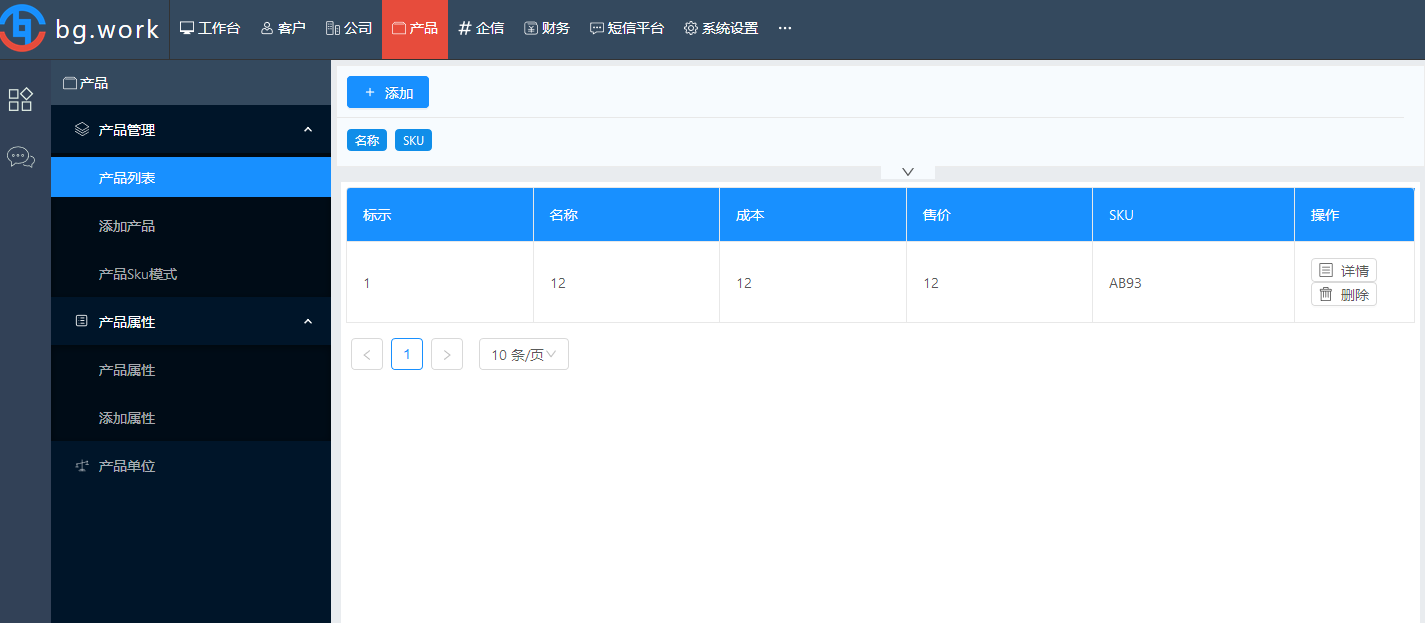 bg.work 工作台 客户 公司 产品 企信 财务 短信平台 系统设置 ···
产品
产品管理
产品列表
添加产品
产品Sku模式
产品属性
产品属性
添加属性
产品单位
+ 添加
名称 SKU
标示 名称 成本 售价 SKU 操作
1 12 12 12 AB93 详情
删除
< 1 > 10 条/页